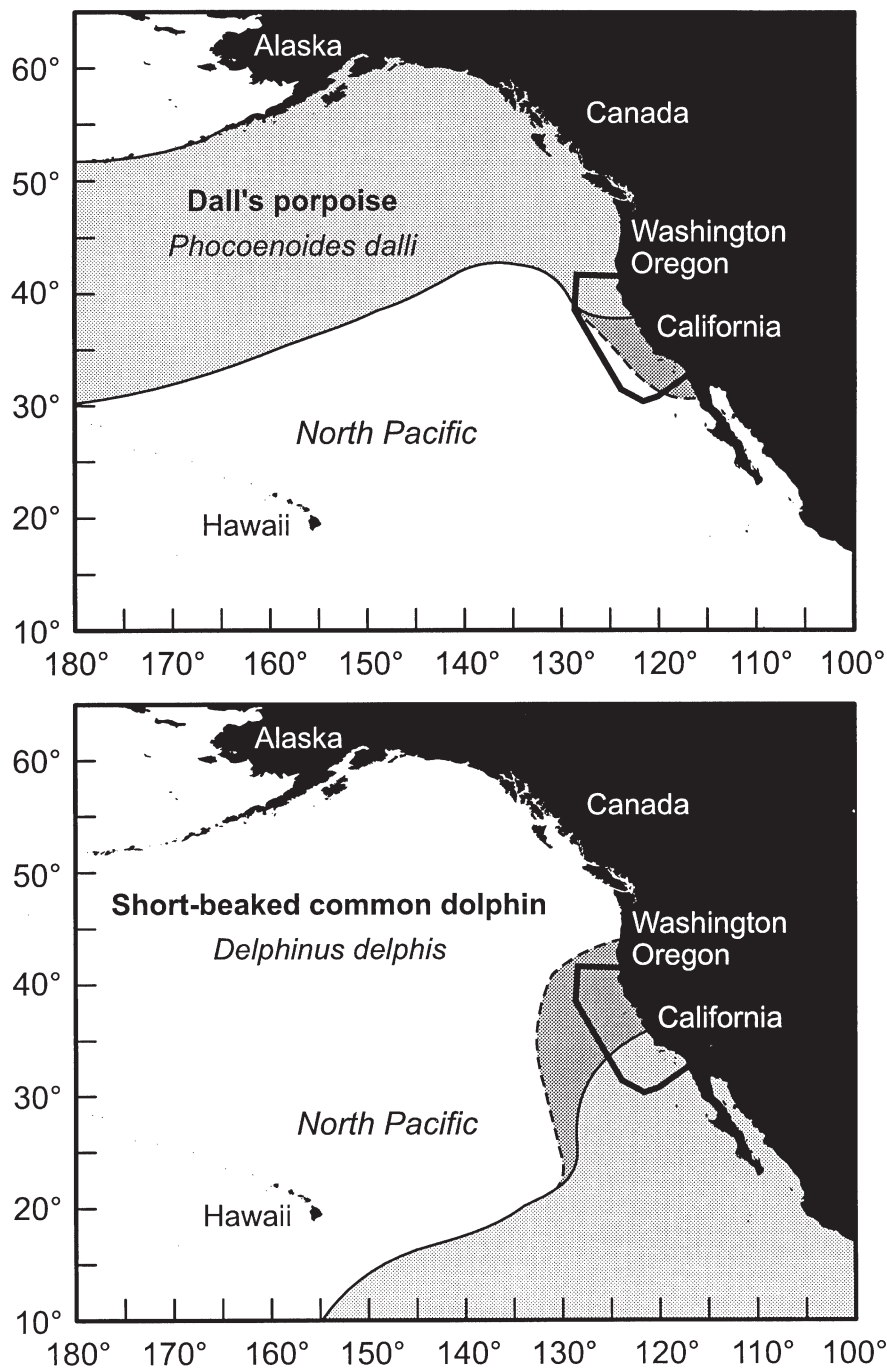 Alaska
60°
Canada
50°
Dall's porpoise
Phocoenoides dalli
Washington
Oregon
40°
California
30°
North Pacific
20°
Hawaii
10°
180° 170° 160° 150° 140° 130° 120° 110° 100°
Alaska
60°
Canada
50°
Short-beaked common dolphin
Delphinus delphis
Washington
Oregon
40°
California
30°
North Pacific
20°
Hawaii
10°
180° 170° 160° 150° 140° 130° 120° 110° 100°